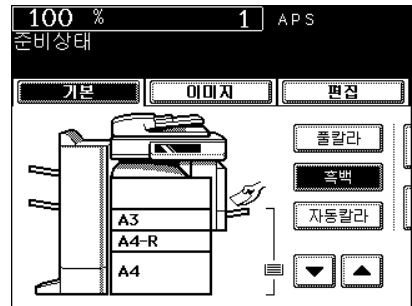 100 % 1 APS
준비상태
기본 이미지 편집
풀칼라
흑백
자동칼라
A3
A4-R
A4